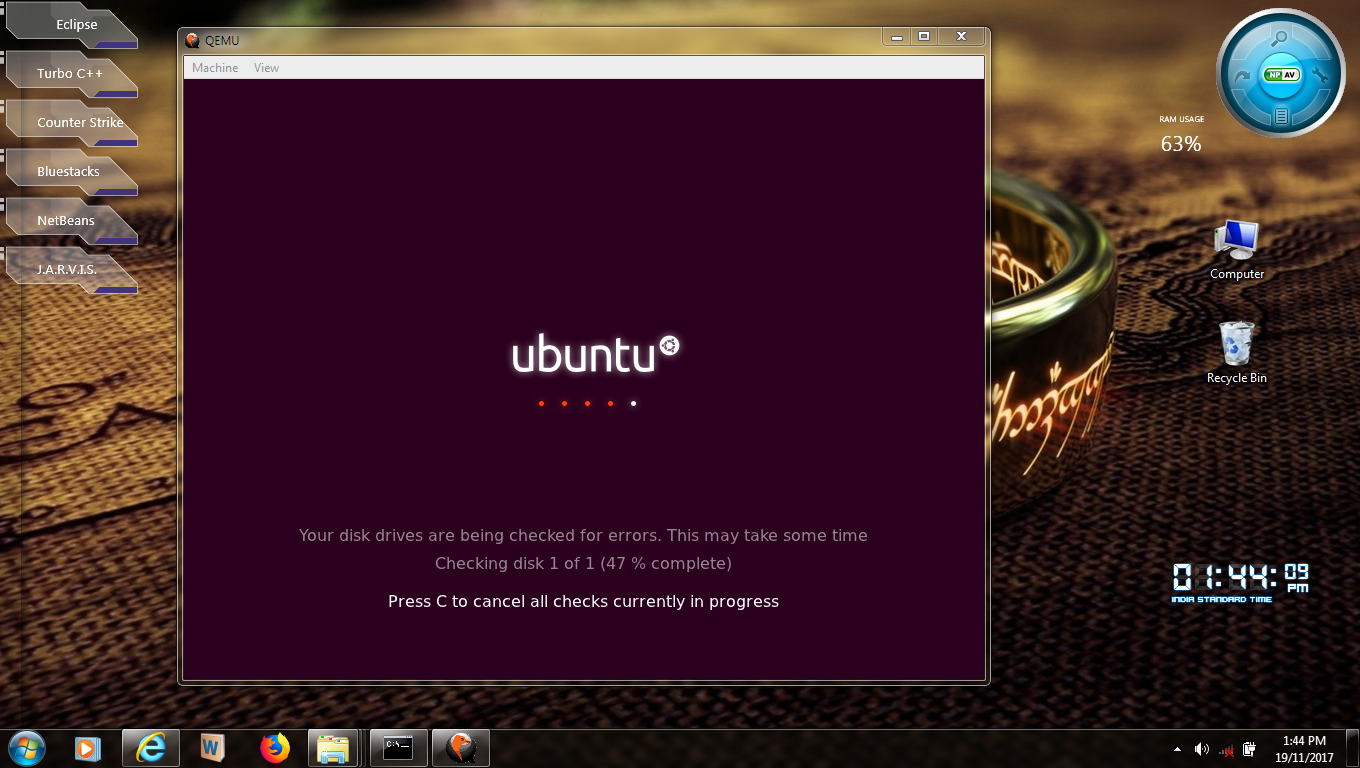 Eclipse
Turbo C++
Counter Strike
Bluestacks
NetBeans
J.A.R.V.I.S.
QEMU
Machine View
ubuntu
Your disk drives are being checked for errors. This may take some time
Checking disk 1 of 1 (47 % complete)
Press C to cancel all checks currently in progress
NP AV
RAM USAGE
63%
Computer
Recycle Bin
01:44:09 PM
INDIA STANDARD TIME
C:\_
1:44 PM
19/11/2017